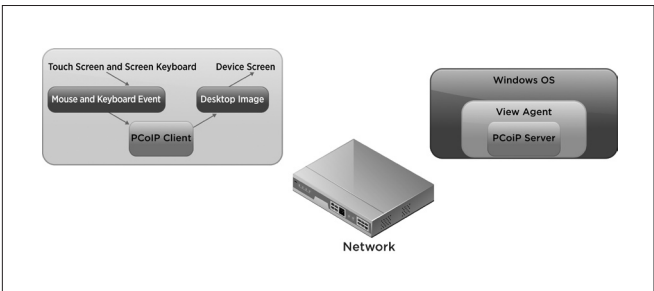 Touch Screen and Screen Keyboard
Device Screen
Mouse and Keyboard Event
Desktop Image
PCoIP Client
Windows OS
View Agent
PCoiP Server
Network